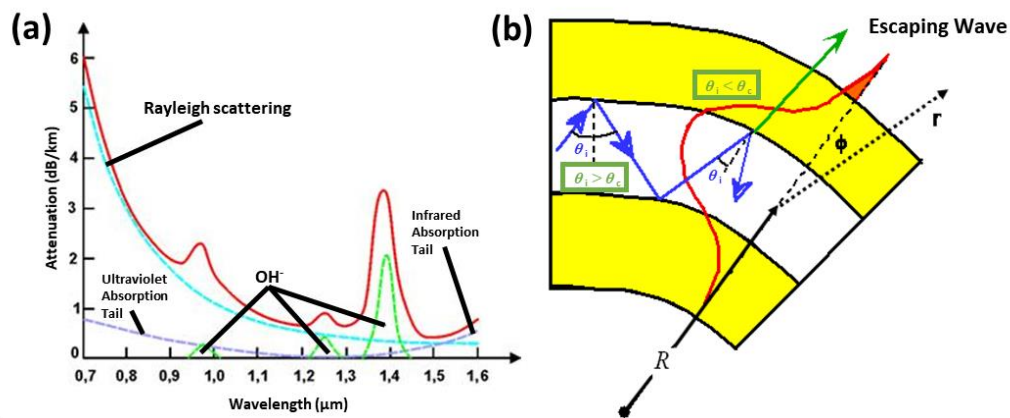 (a)
6
5
4
3
2
1
0
Attenuation (dB/km)
Rayleigh scattering
Ultraviolet
Absorption
Tail
OH⁻
Infrared
Absorption
Tail
0,7 0,8 0,9 1,0 1,1 1,2 1,3 1,4 1,5 1,6
Wavelength (μm)
(b)
Escaping Wave
θi < θc
θi
θi > θc
θi
ϕ
r
R